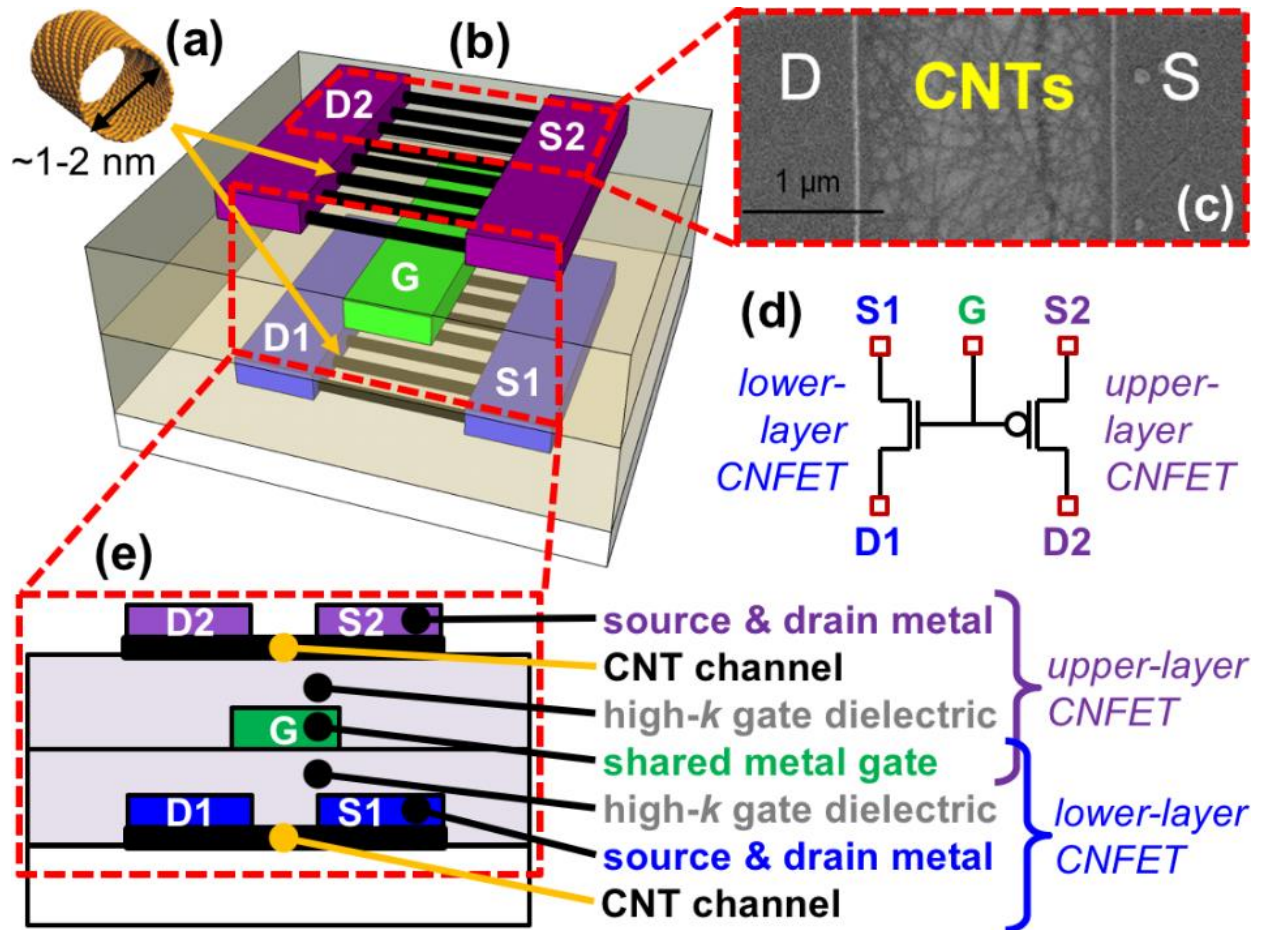 (a)
~1-2 nm
(b)
D2
S2
G
D1
S1
D
CNTs
S
1 μm
(c)
(d)
S1
G
S2
lower-
layer
CNFET
upper-
layer
CNFET
D1
D2
(e)
D2
S2
G
D1
S1
source & drain metal
CNT channel
high-k gate dielectric
shared metal gate
high-k gate dielectric
source & drain metal
CNT channel
upper-layer
CNFET
lower-layer
CNFET